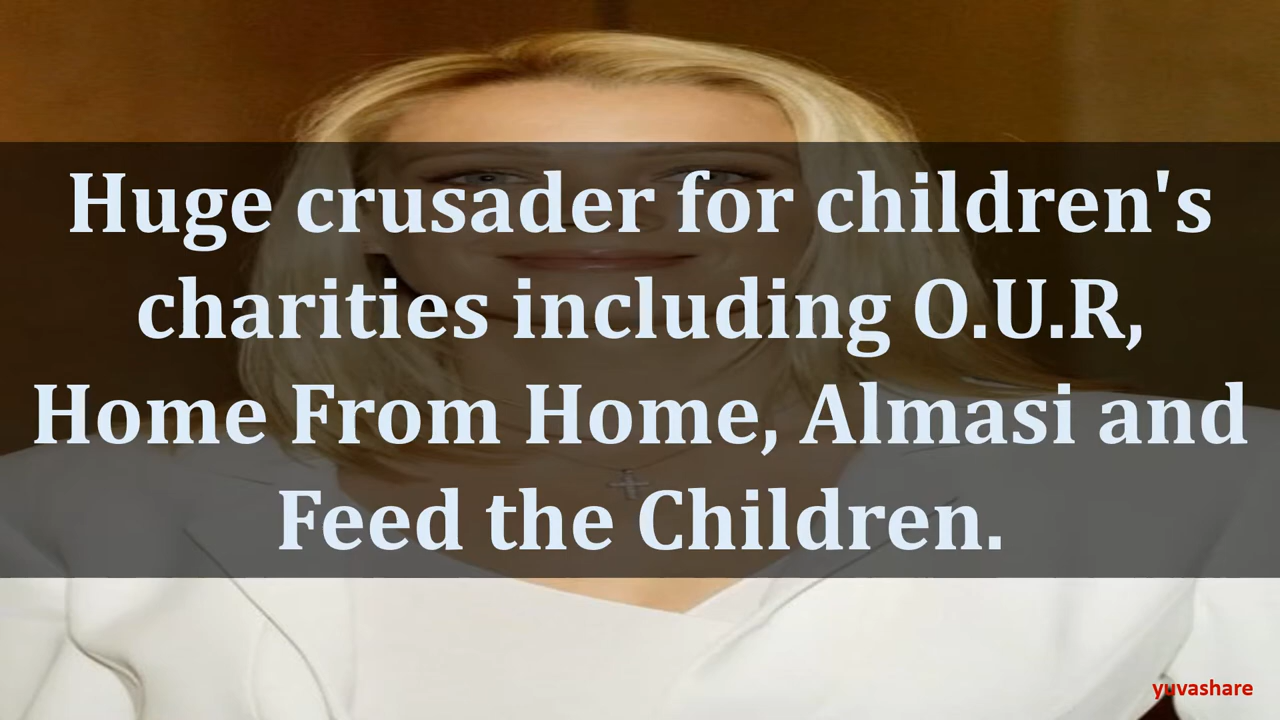 Huge crusader for children's
charities including O.U.R,
Home From Home, Almasi and
Feed the Children.
yuvashare